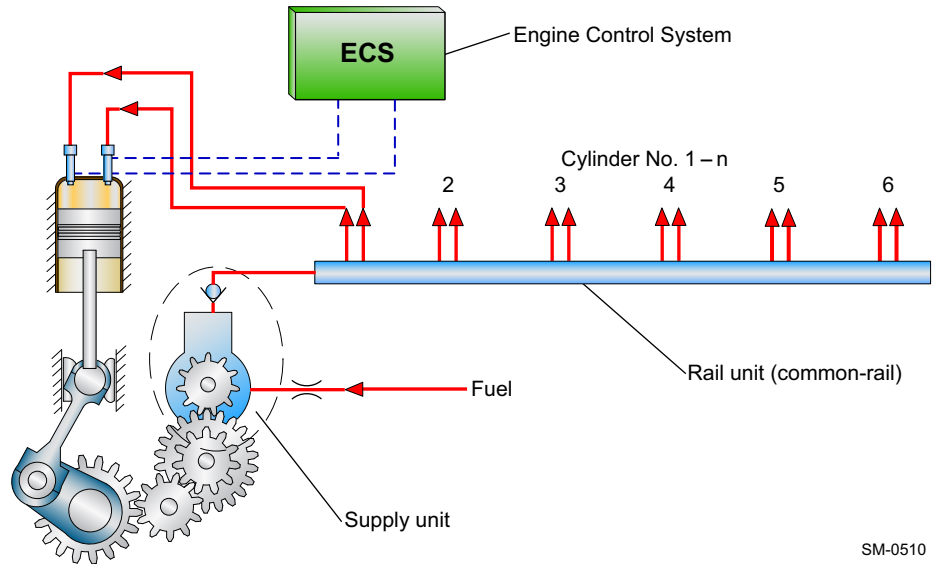 ECS
Engine Control System
Cylinder No. 1 – n
2 3 4 5 6
Rail unit (common-rail)
Fuel
Supply unit
SM-0510